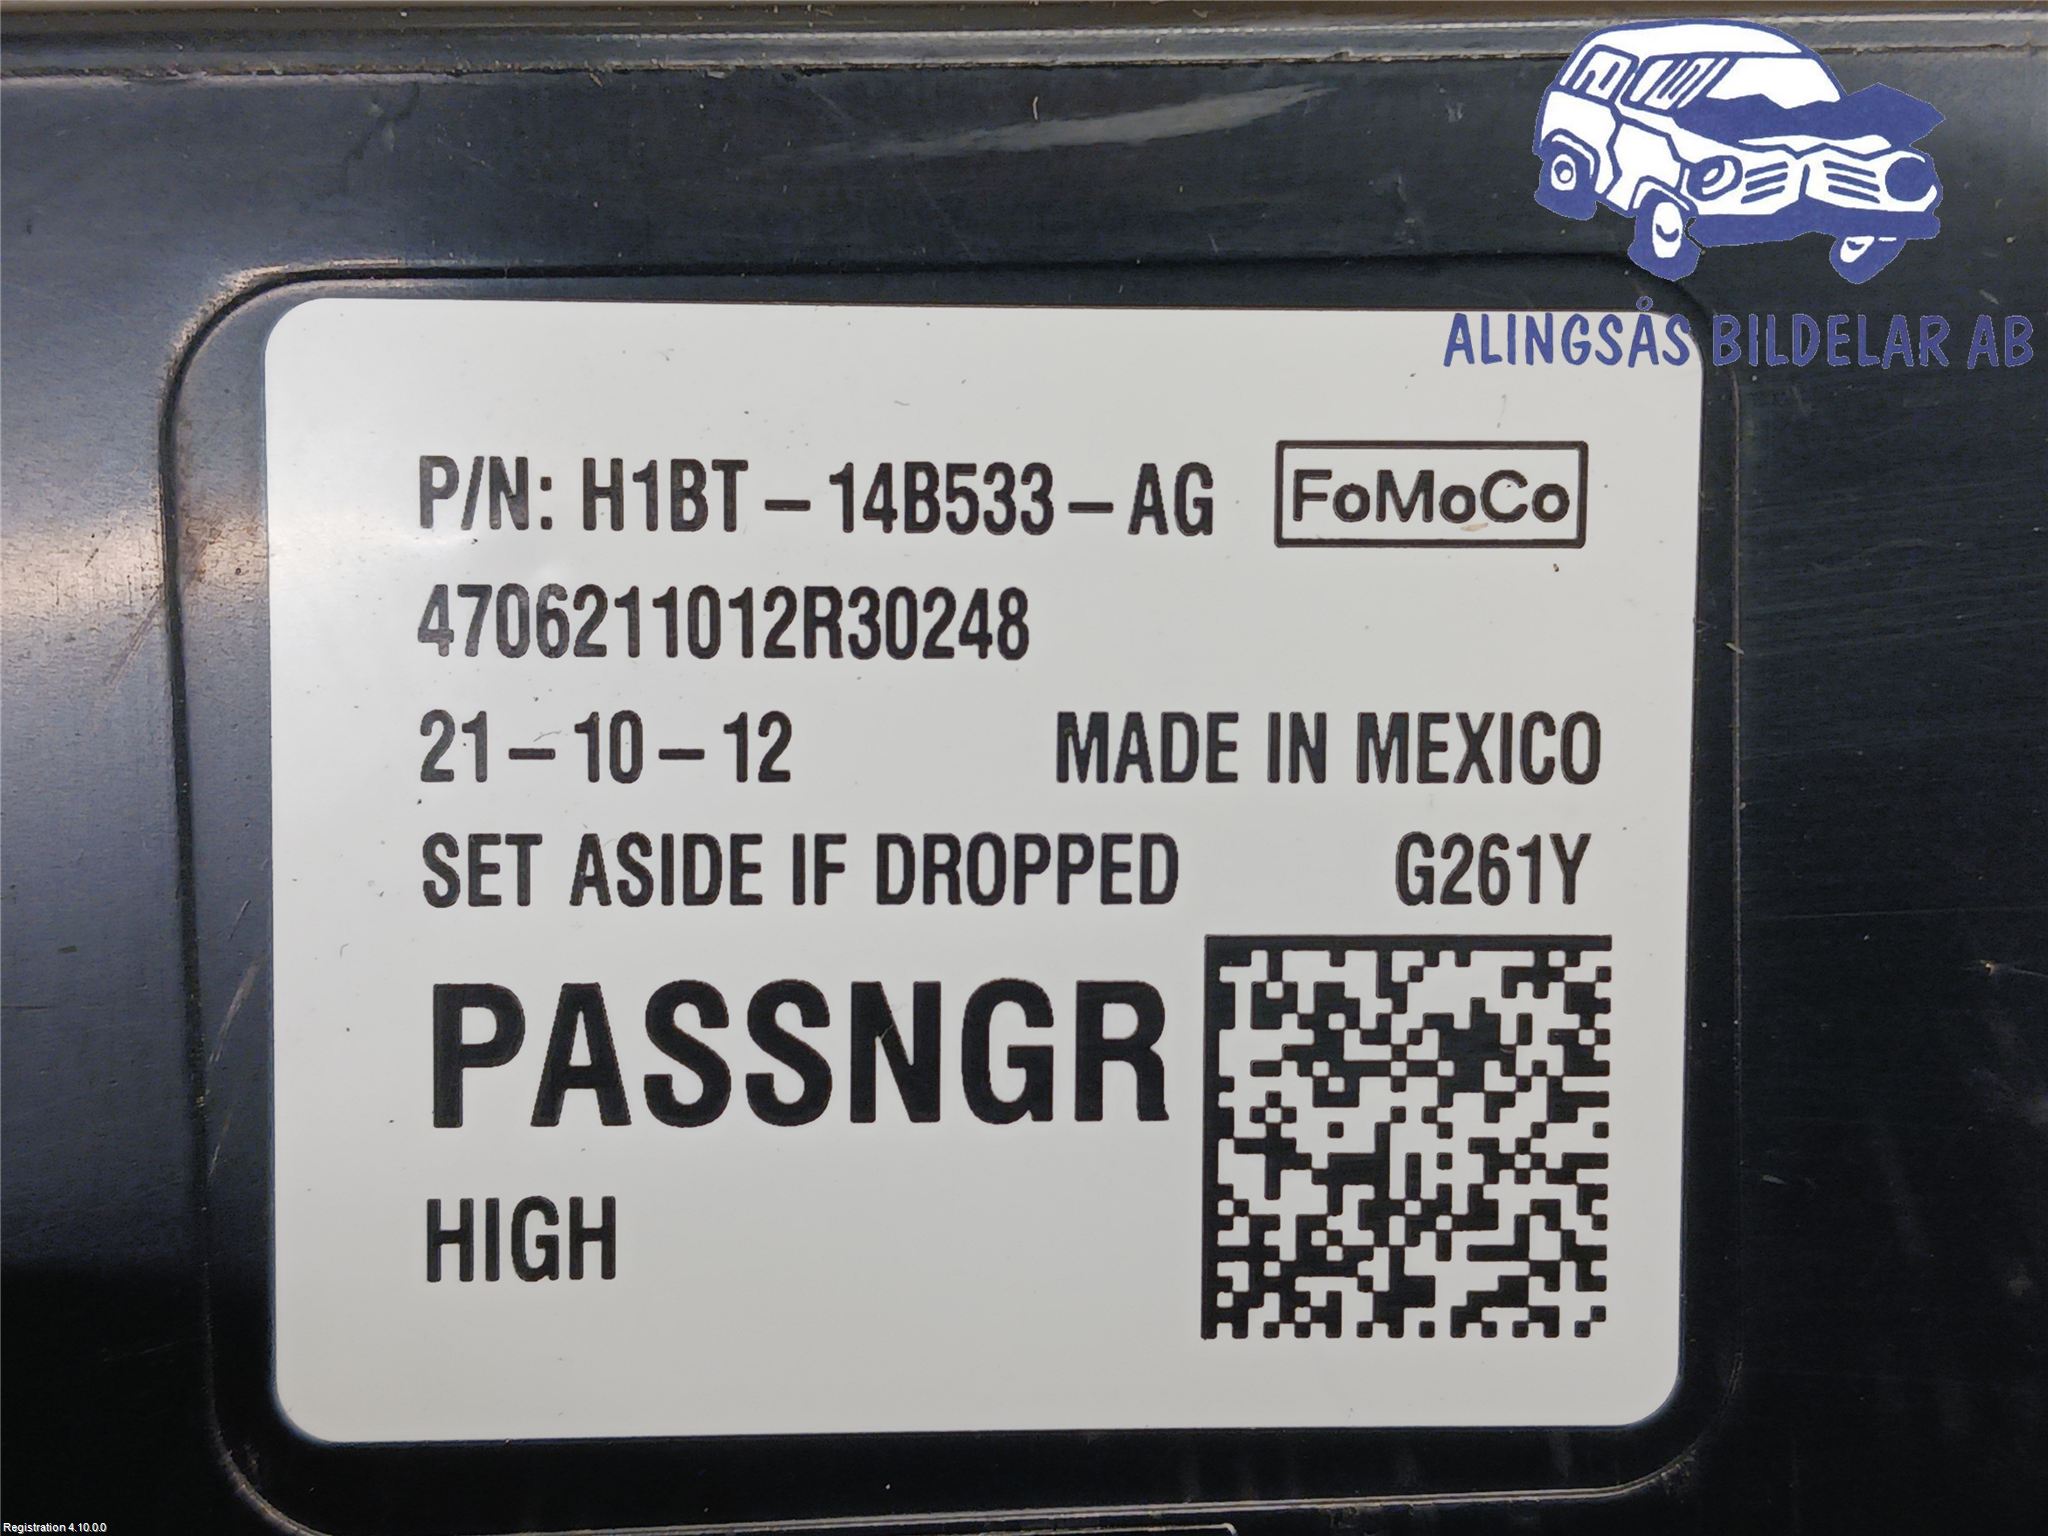 ALINGSÅS BILDELAR AB
P/N: H1BT-14B533-AG FoMoCo
4706211012R30248
21-10-12 MADE IN MEXICO
SET ASIDE IF DROPPED G261Y
PASSNGR
HIGH
Registration 4.10.0.0